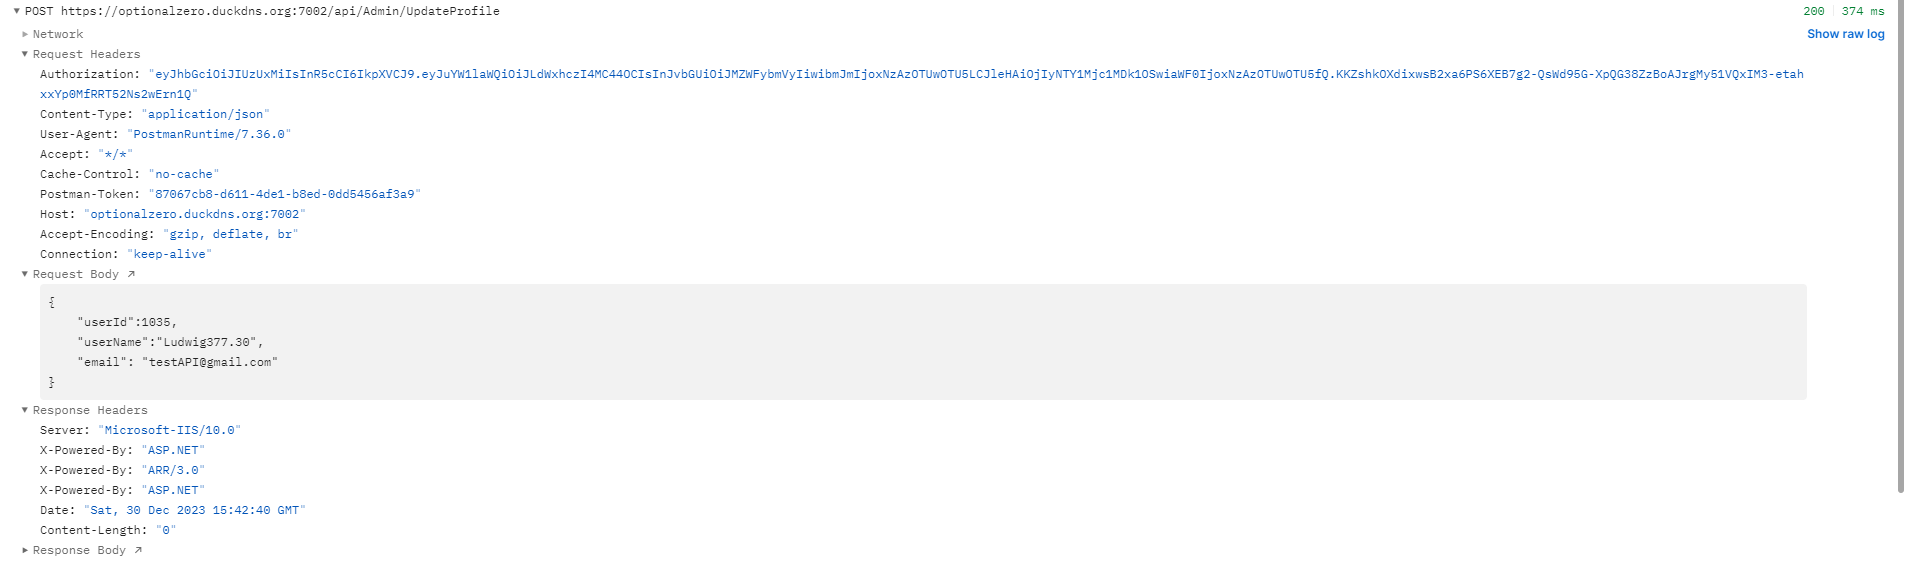 ▼ POST https://optionalzero.duckdns.org:7002/api/Admin/UpdateProfile 200 | 374 ms
▶ Network Show raw log
▼ Request Headers
Authorization: "eyJhbGciOiJIUzUxMiIsInR5cCI6IkpXVCJ9.eyJuYW1laWQiOiJLdWxhczI4MC44OCIsInJvbGUiOiJMZWFybmVyIiwibmJmIjoxNzAzOTUwOTU5LCJleHAiOjIyNTY1Mjc1MDk1OSwiaWF0IjoxNzAzOTUwOTU5fQ.KKZshkOXdixwsB2xa6PS6XEB7g2-QsWd95G-XpQG38ZzBoAJrgMy51VQxIM3-etah
xxYp0MfRRT52Ns2wErn1Q"
Content-Type: "application/json"
User-Agent: "PostmanRuntime/7.36.0"
Accept: "*/*"
Cache-Control: "no-cache"
Postman-Token: "87067cb8-d611-4de1-b8ed-0dd5456af3a9"
Host: "optionalzero.duckdns.org:7002"
Accept-Encoding: "gzip, deflate, br"
Connection: "keep-alive"
▼ Request Body ↗
{
"userId":1035,
"userName":"Ludwig377.30",
"email": "testAPI@gmail.com"
}
▼ Response Headers
Server: "Microsoft-IIS/10.0"
X-Powered-By: "ASP.NET"
X-Powered-By: "ARR/3.0"
X-Powered-By: "ASP.NET"
Date: "Sat, 30 Dec 2023 15:42:40 GMT"
Content-Length: "0"
▶ Response Body ↗